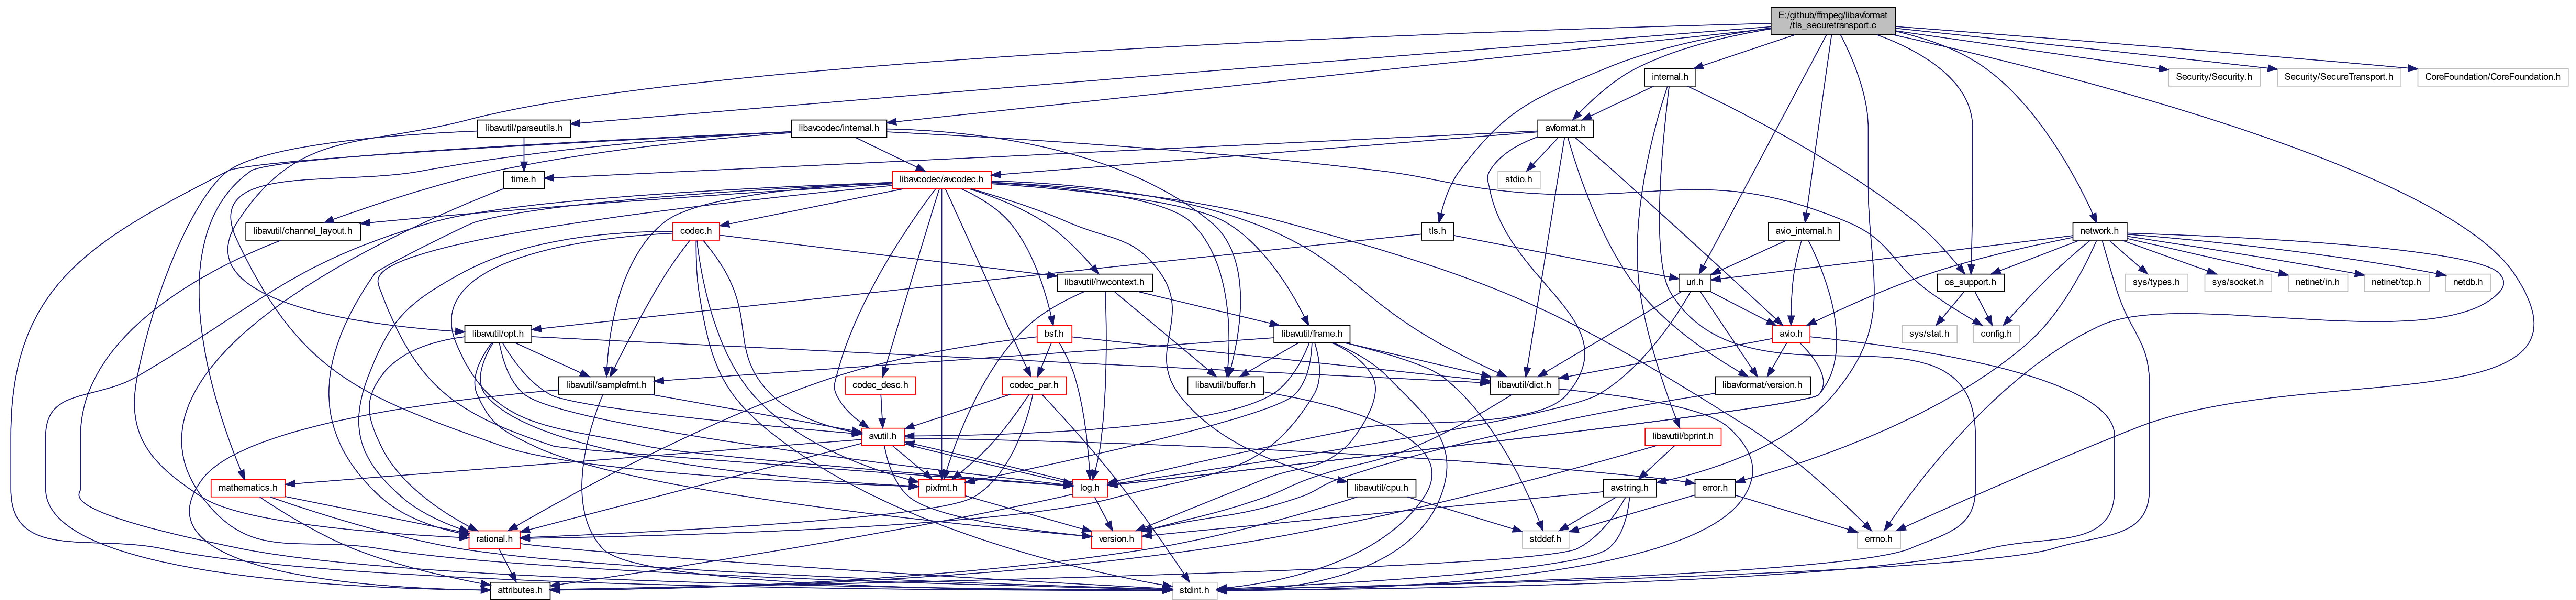 E:/github/ffmpeg/libavformat
/tls_securetransport.c
internal.h
Security/Security.h
Security/SecureTransport.h
CoreFoundation/CoreFoundation.h
libavutil/parseutils.h
libavcodec/internal.h
avformat.h
time.h
libavcodec/avcodec.h
stdio.h
libavutil/channel_layout.h
codec.h
tls.h
avio_internal.h
network.h
libavutil/hwcontext.h
url.h
os_support.h
sys/types.h
sys/socket.h
netinet/in.h
netinet/tcp.h
netdb.h
libavutil/opt.h
bsf.h
libavutil/frame.h
avio.h
sys/stat.h
config.h
libavutil/samplefmt.h
codec_desc.h
codec_par.h
libavutil/buffer.h
libavutil/dict.h
libavformat/version.h
avutil.h
libavutil/bprint.h
mathematics.h
pixfmt.h
log.h
libavutil/cpu.h
avstring.h
error.h
rational.h
version.h
stddef.h
errno.h
attributes.h
stdint.h